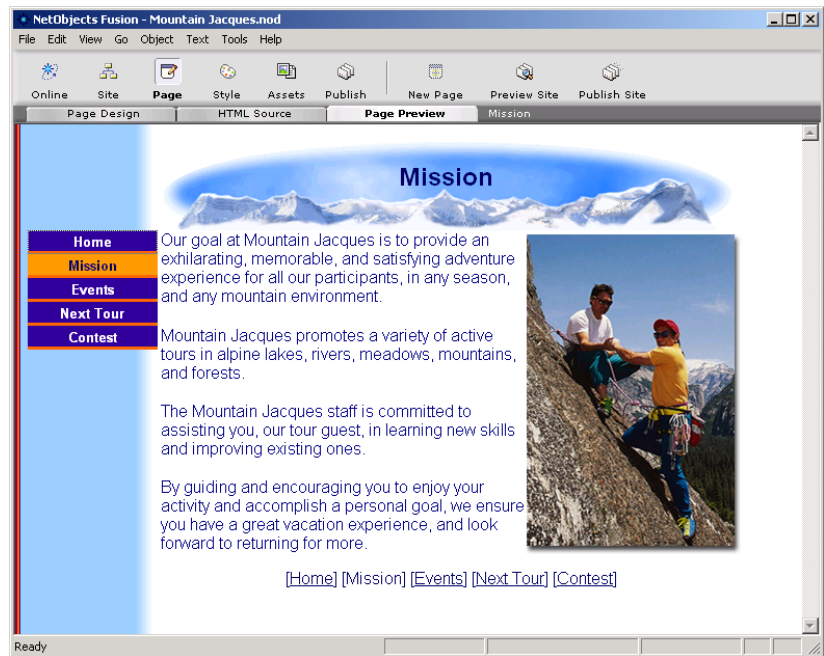 NetObjects Fusion - Mountain Jacques.nod
File Edit View Go Object Text Tools Help
Online Site Page Style Assets Publish New Page Preview Site Publish Site
Page Design HTML Source Page Preview Mission
Mission
Home
Mission
Events
Next Tour
Contest
Our goal at Mountain Jacques is to provide an
exhilarating, memorable, and satisfying adventure
experience for all our participants, in any season,
and any mountain environment.
Mountain Jacques promotes a variety of active
tours in alpine lakes, rivers, meadows, mountains,
and forests.
The Mountain Jacques staff is committed to
assisting you, our tour guest, in learning new skills
and improving existing ones.
By guiding and encouraging you to enjoy your
activity and accomplish a personal goal, we ensure
you have a great vacation experience, and look
forward to returning for more.
[Home] [Mission] [Events] [Next Tour] [Contest]
Ready